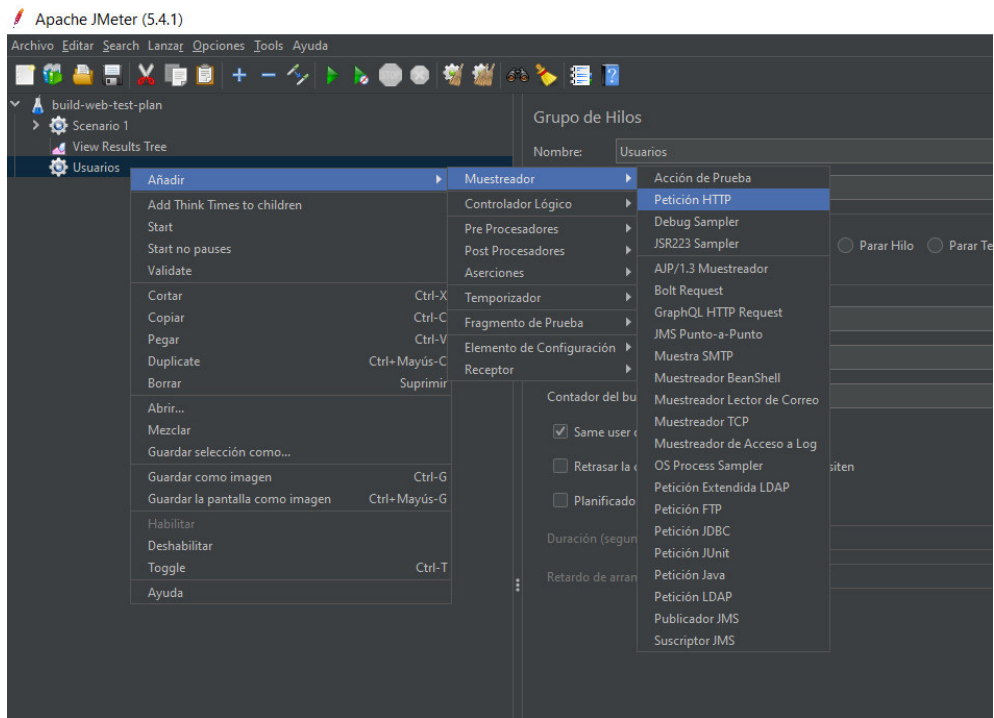 Apache JMeter (5.4.1)
Archivo Editar Search Lanzar Opciones Tools Ayuda
build-web-test-plan
Scenario 1
View Results Tree
Usuarios
Grupo de Hilos
Nombre: Usuarios
Añadir
Add Think Times to children
Start
Start no pauses
Validate
Cortar Ctrl-X
Copiar Ctrl-C
Pegar Ctrl-V
Duplicate Ctrl+Mayús-C
Borrar Suprimir
Abrir...
Mezclar
Guardar selección como...
Guardar como imagen Ctrl-G
Guardar la pantalla como imagen Ctrl+Mayús-G
Habilitar
Deshabilitar
Toggle Ctrl-T
Ayuda
Muestreador
Controlador Lógico
Pre Procesadores
Post Procesadores
Aserciones
Temporizador
Fragmento de Prueba
Elemento de Configuración
Receptor
Acción de Prueba
Petición HTTP
Debug Sampler
JSR223 Sampler
AJP/1.3 Muestreador
Bolt Request
GraphQL HTTP Request
JMS Punto-a-Punto
Muestra SMTP
Muestreador BeanShell
Muestreador Lector de Correo
Muestreador TCP
Muestreador de Acceso a Log
OS Process Sampler
Petición Extendida LDAP
Petición FTP
Petición JDBC
Petición JUnit
Petición Java
Petición LDAP
Publicador JMS
Suscriptor JMS
Parar Hilo Parar Te
Contador del bu
Same user
Retrasar la c siten
Planificado
Duración (segun
Retardo de arran